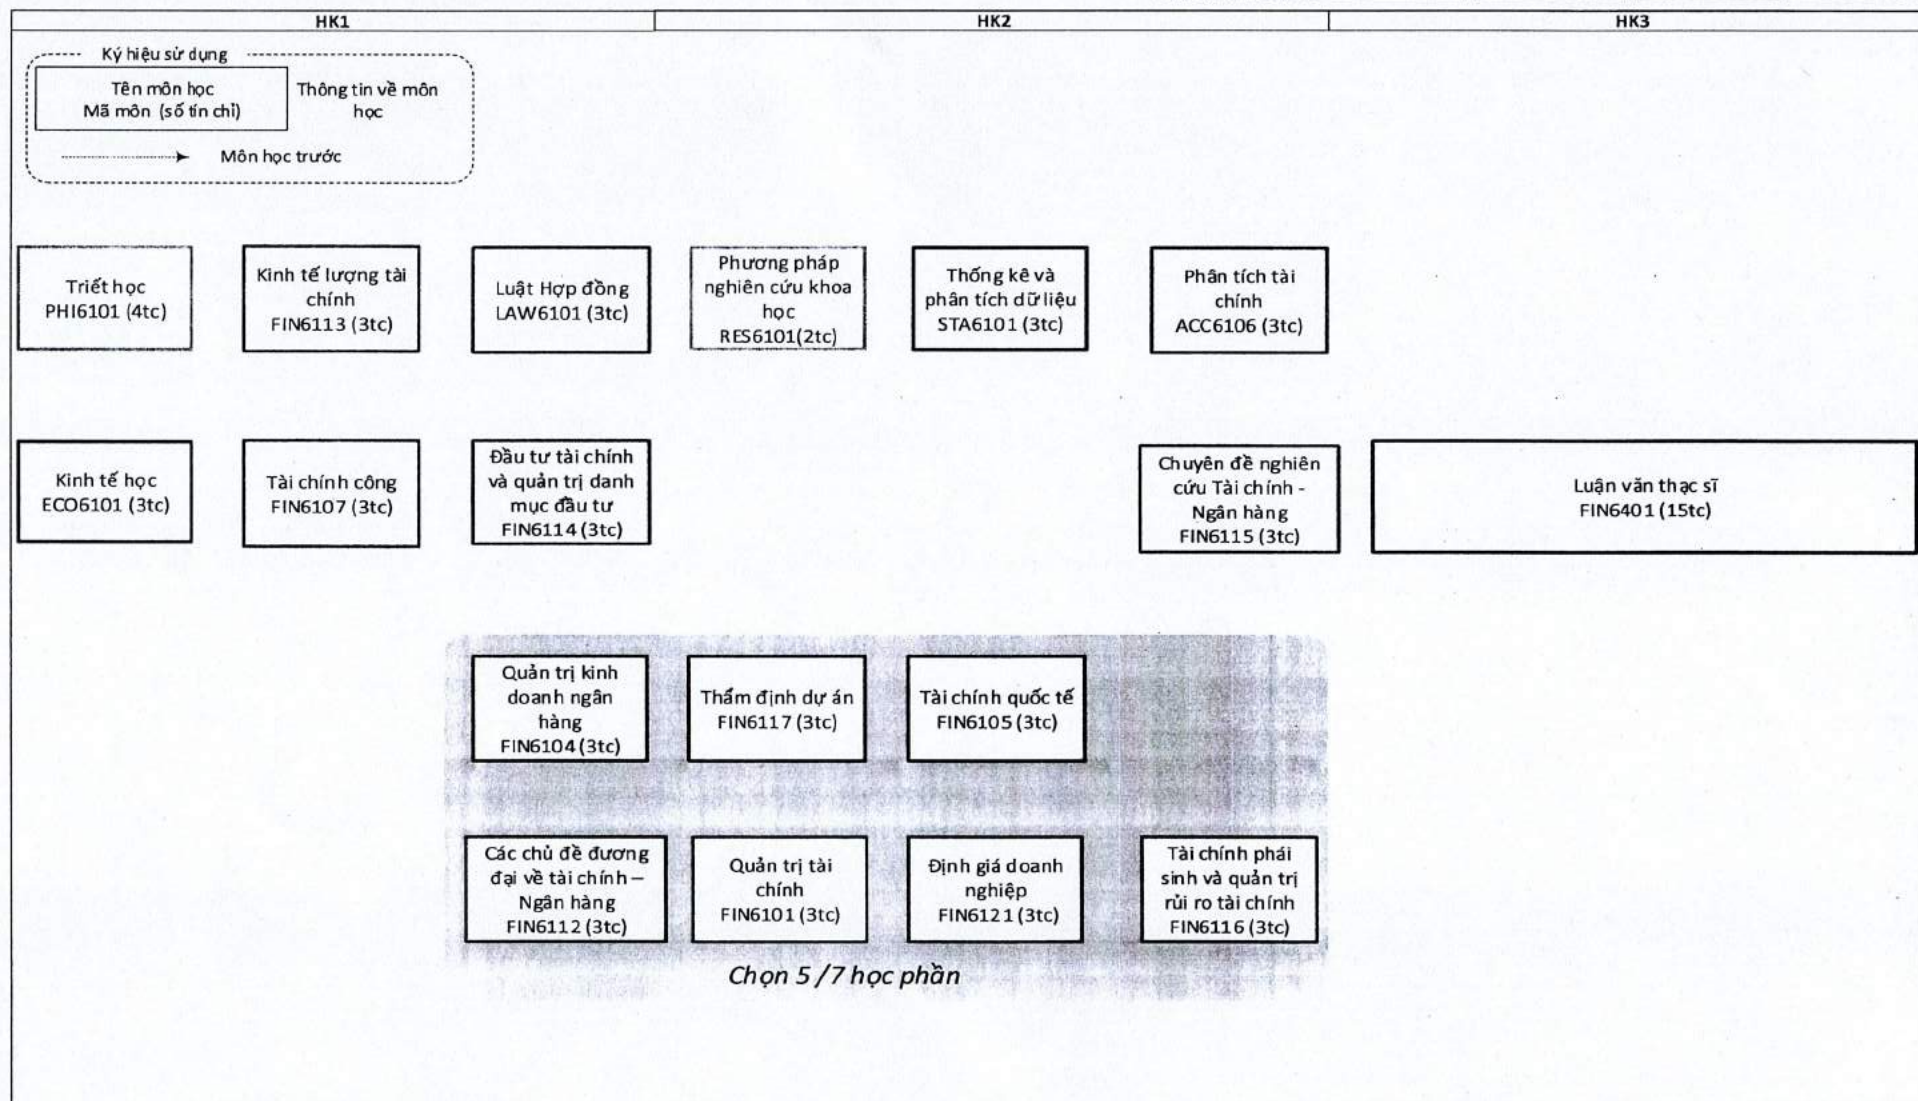 HK1
HK2
HK3
Ký hiệu sử dụng
Tên môn học
Mã môn (số tín chỉ)
Thông tin về môn
học
Môn học trước
Triết học
PHI6101 (4tc)
Kinh tế lượng tài
chính
FIN6113 (3tc)
Luật Hợp đồng
LAW6101 (3tc)
Phương pháp
nghiên cứu khoa
học
RES6101(2tc)
Thống kê và
phân tích dữ liệu
STA6101 (3tc)
Phân tích tài
chính
ACC6106 (3tc)
Kinh tế học
ECO6101 (3tc)
Tài chính công
FIN6107 (3tc)
Đầu tư tài chính
và quản trị danh
mục đầu tư
FIN6114 (3tc)
Chuyên đề nghiên
cứu Tài chính -
Ngân hàng
FIN6115 (3tc)
Luận văn thạc sĩ
FIN6401 (15tc)
Quản trị kinh
doanh ngân
hàng
FIN6104 (3tc)
Thẩm định dự án
FIN6117 (3tc)
Tài chính quốc tế
FIN6105 (3tc)
Các chủ đề đương
đại về tài chính –
Ngân hàng
FIN6112 (3tc)
Quản trị tài
chính
FIN6101 (3tc)
Định giá doanh
nghiệp
FIN6121 (3tc)
Tài chính phái
sinh và quản trị
rủi ro tài chính
FIN6116 (3tc)
Chọn 5 /7 học phần